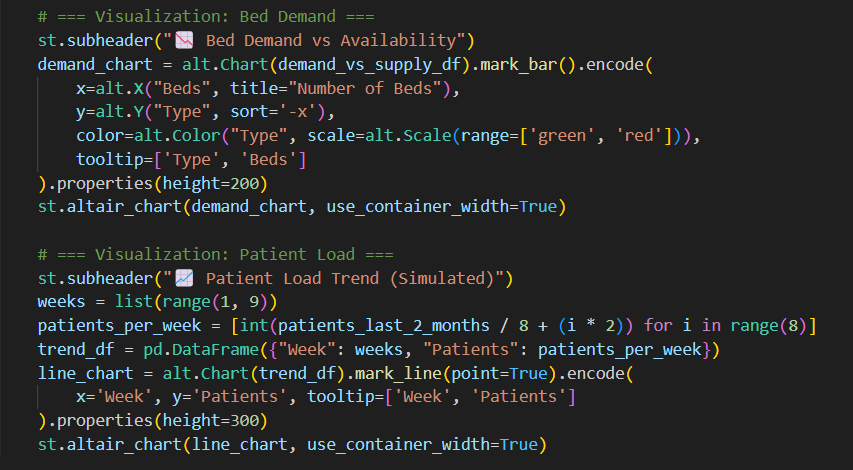 # === Visualization: Bed Demand ===
st.subheader("📉 Bed Demand vs Availability")
demand_chart = alt.Chart(demand_vs_supply_df).mark_bar().encode(
    x=alt.X("Beds", title="Number of Beds"),
    y=alt.Y("Type", sort='-x'),
    color=alt.Color("Type", scale=alt.Scale(range=['green', 'red'])),
    tooltip=['Type', 'Beds']
).properties(height=200)
st.altair_chart(demand_chart, use_container_width=True)
# === Visualization: Patient Load ===
st.subheader("📈 Patient Load Trend (Simulated)")
weeks = list(range(1, 9))
patients_per_week = [int(patients_last_2_months / 8 + (i * 2)) for i in range(8)]
trend_df = pd.DataFrame({"Week": weeks, "Patients": patients_per_week})
line_chart = alt.Chart(trend_df).mark_line(point=True).encode(
    x='Week', y='Patients', tooltip=['Week', 'Patients']
).properties(height=300)
st.altair_chart(line_chart, use_container_width=True)